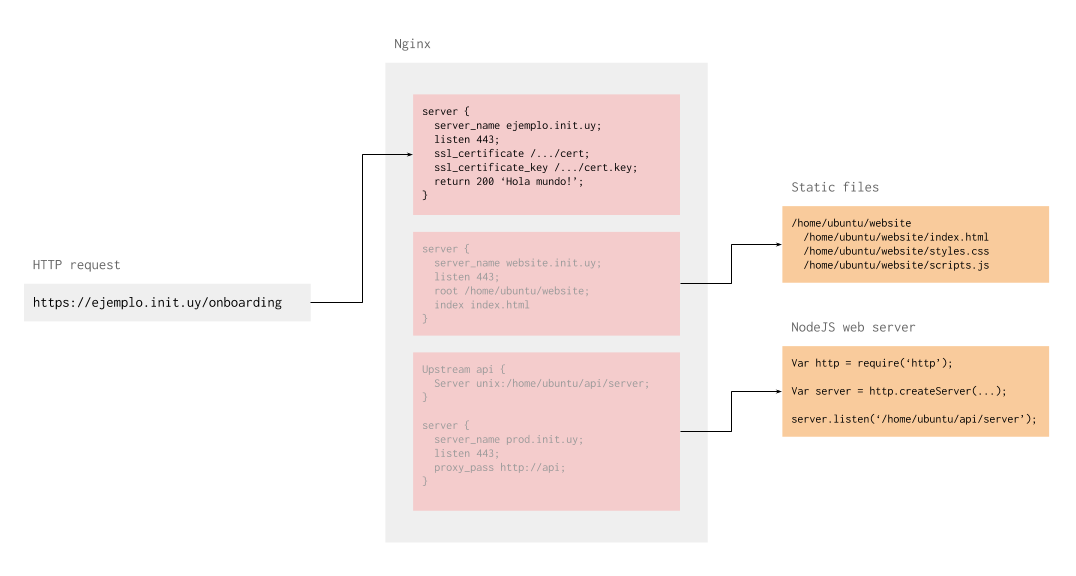 Nginx
server {
  server_name ejemplo.init.uy;
  listen 443;
  ssl_certificate /.../cert;
  ssl_certificate_key /.../cert.key;
  return 200 ‘Hola mundo!’;
}
HTTP request
https://ejemplo.init.uy/onboarding
server {
  server_name website.init.uy;
  listen 443;
  root /home/ubuntu/website;
  index index.html
}
Upstream api {
  Server unix:/home/ubuntu/api/server;
}
server {
  server_name prod.init.uy;
  listen 443;
  proxy_pass http://api;
}
Static files
/home/ubuntu/website
  /home/ubuntu/website/index.html
  /home/ubuntu/website/styles.css
  /home/ubuntu/website/scripts.js
NodeJS web server
Var http = require(‘http’);
Var server = http.createServer(...);
server.listen(‘/home/ubuntu/api/server’);